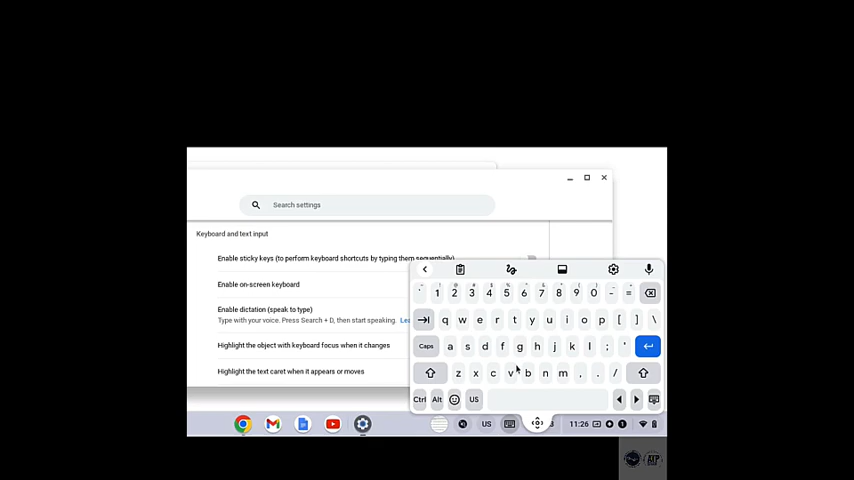 Search settings
Keyboard and text input
Enable sticky keys (to perform keyboard shortcuts by typing them sequentially)
Enable on-screen keyboard
Enable dictation (speak to type)
Type with your voice. Press Search + D, then start speaking. Lea
Highlight the object with keyboard focus when it changes
Highlight the text caret when it appears or moves
` 1 2 3 4 5 6 7 8 9 0 - =
q w e r t y u i o p [ ] \
Caps a s d f g h j k l ; '
z x c v b n m , . /
Ctrl Alt US
US 11:26